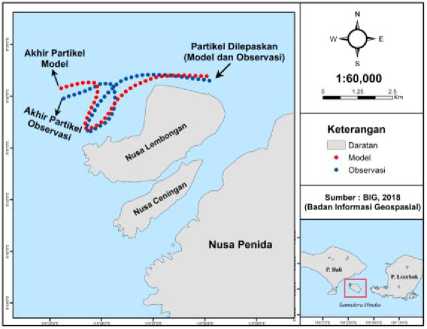 Akhir Partikel
Model
Partikel Dilepaskan
(Model dan Observasi)
Akhir Partikel
Observasi
Nusa Lembongan
Nusa Ceningan
Nusa Penida
N
W
E
S
1:60,000
0 1.25 2.5
Km
Keterangan
Daratan
Model
Observasi
Sumber : BIG, 2018
(Badan Informasi Geospasial)
P. Bali
P. Lombok
Samudra Hindia